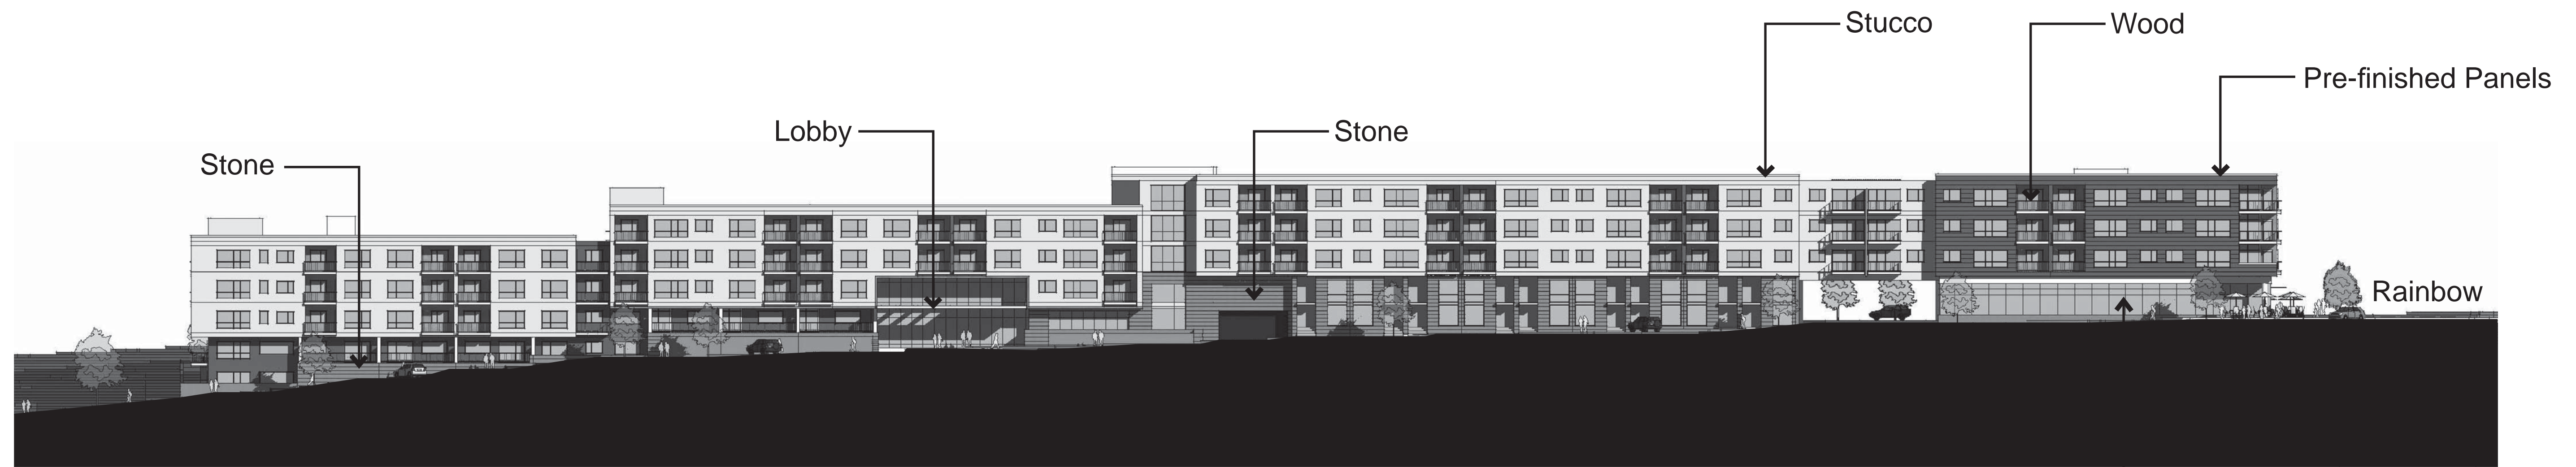 Stucco
Wood
Pre-finished Panels
Lobby
Stone
Stone
Rainbow